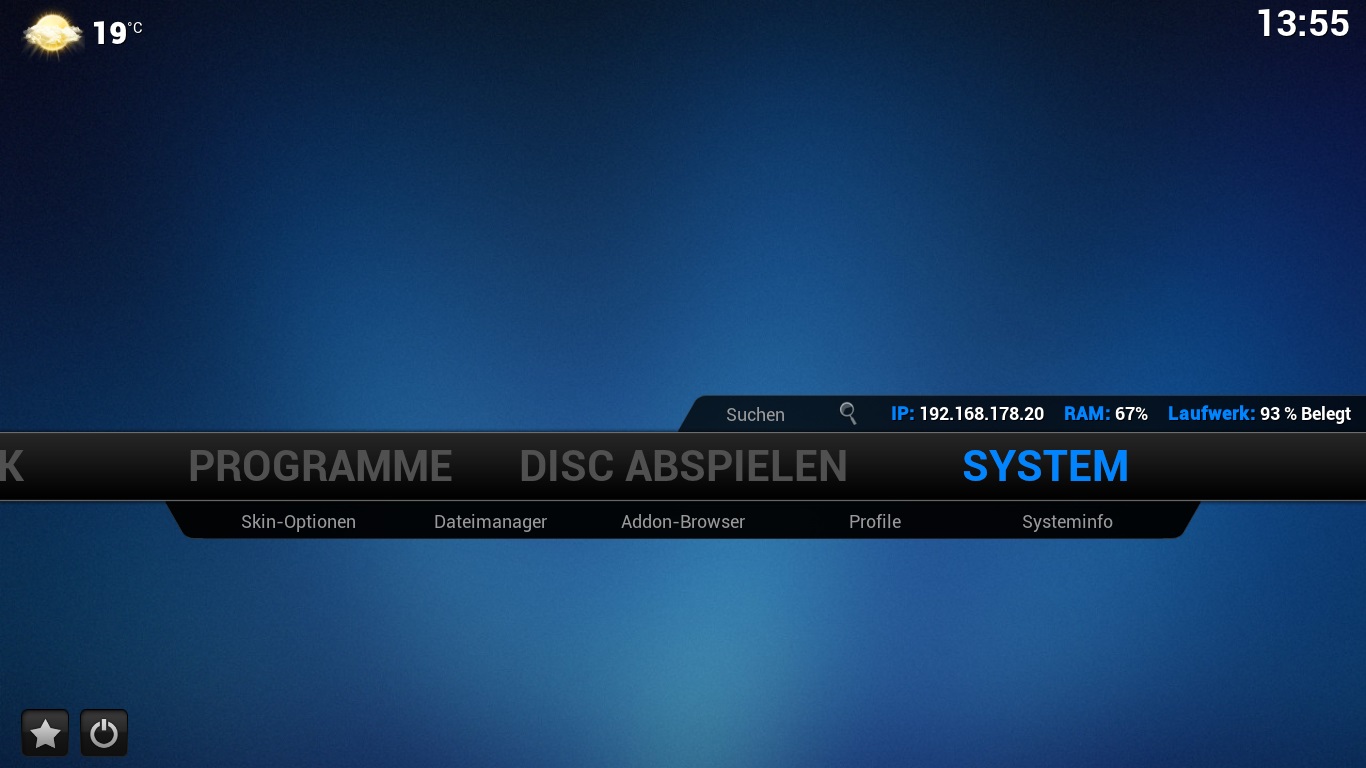 19°C
13:55
Suchen IP: 192.168.178.20 RAM: 67% Laufwerk: 93 % Belegt
K PROGRAMME DISC ABSPIELEN SYSTEM
Skin-Optionen Dateimanager Addon-Browser Profile Systeminfo